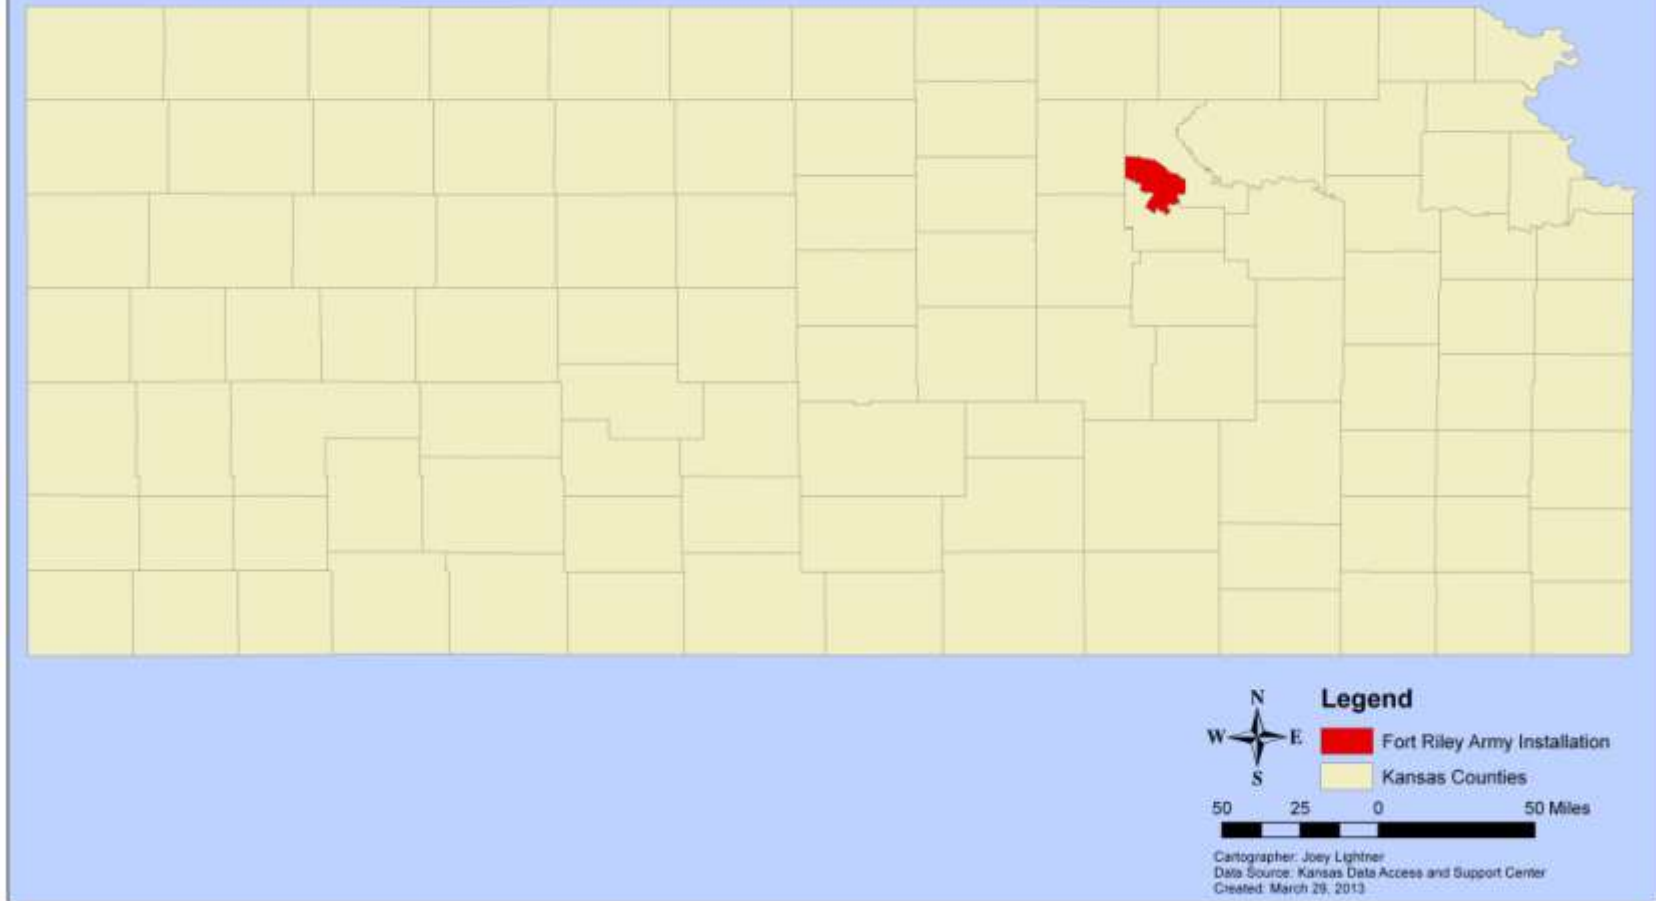 N
Legend
W E
Fort Riley Army Installation
S
Kansas Counties
50 25 0 50 Miles
Cartographer: Joey Lightner
Data Source: Kansas Data Access and Support Center
Created: March 29, 2013